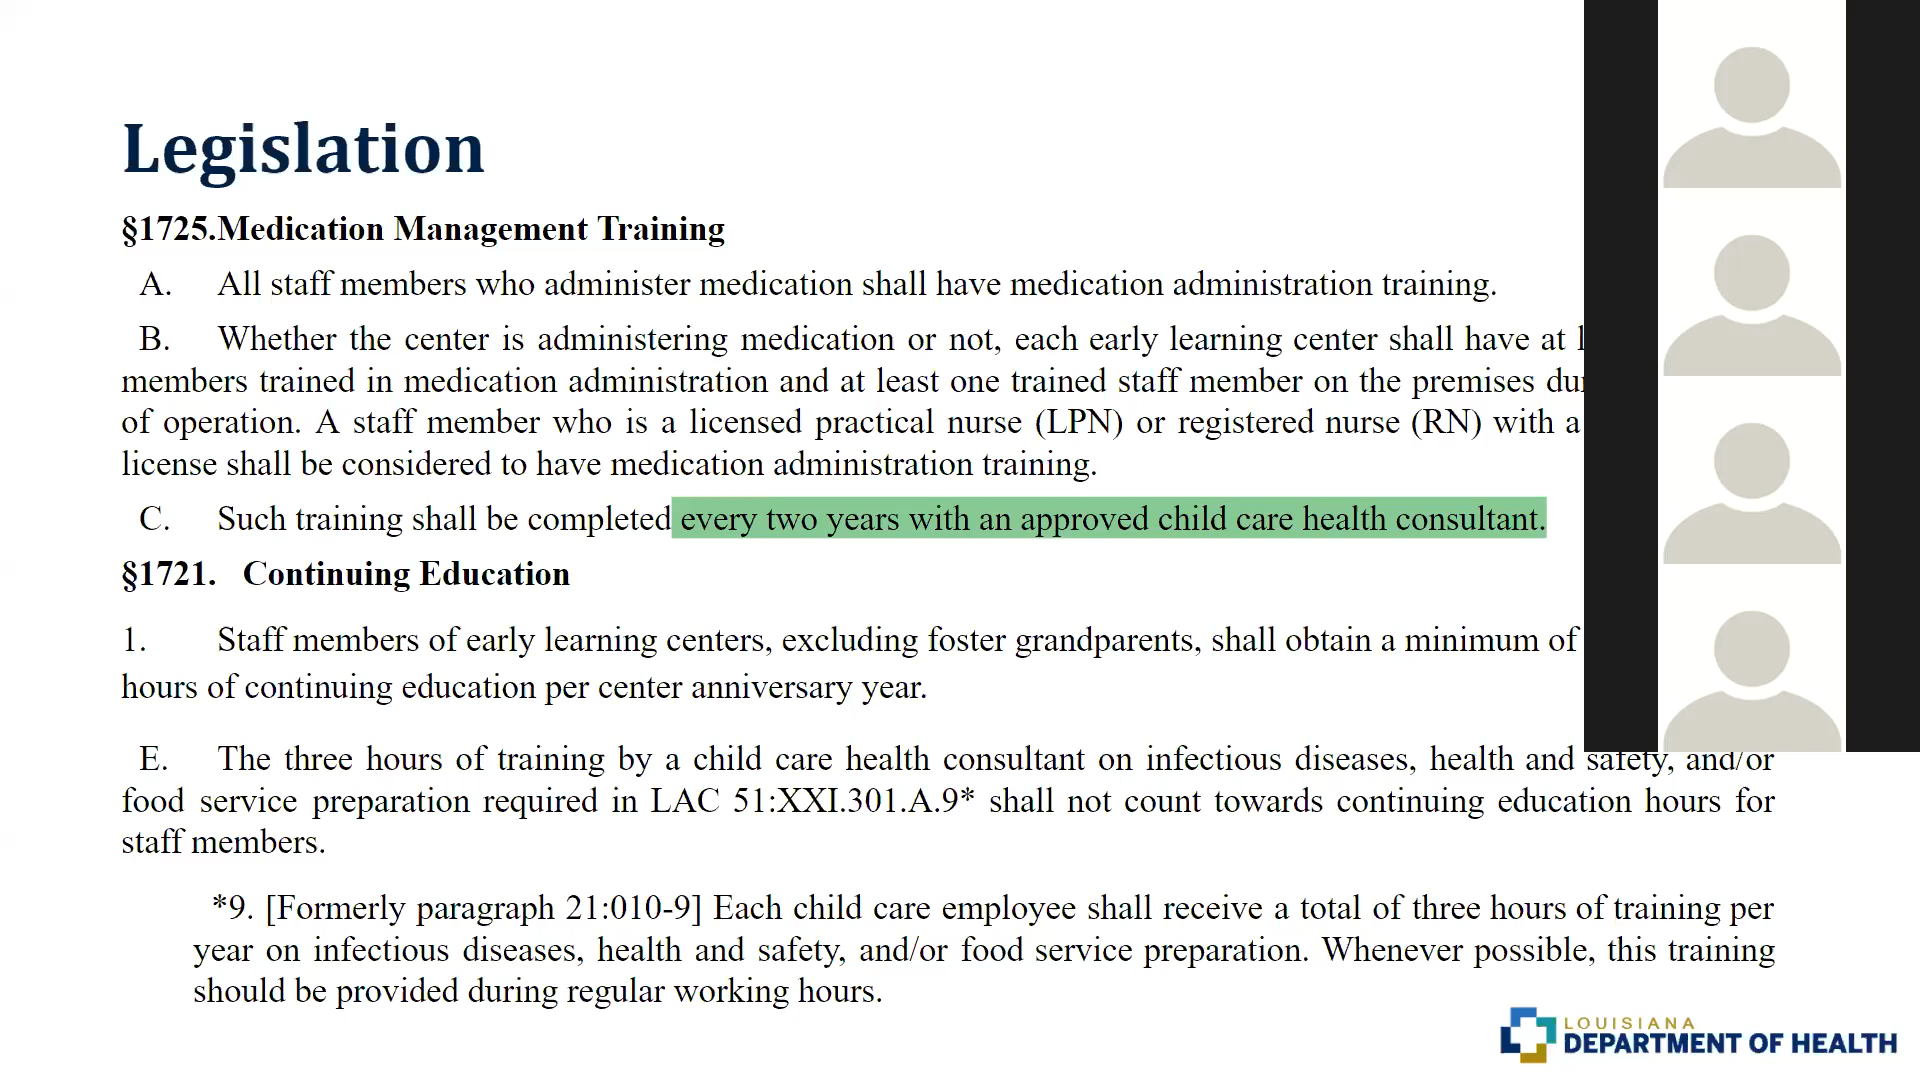 Legislation
§1725.Medication Management Training
A. All staff members who administer medication shall have medication administration training.
B. Whether the center is administering medication or not, each early learning center shall have at
members trained in medication administration and at least one trained staff member on the premises
of operation. A staff member who is a licensed practical nurse (LPN) or registered nurse (RN) with a
license shall be considered to have medication administration training.
C. Such training shall be completed every two years with an approved child care health consultant.
§1721. Continuing Education
1. Staff members of early learning centers, excluding foster grandparents, shall obtain a minimum of
hours of continuing education per center anniversary year.
E. The three hours of training by a child care health consultant on infectious diseases, health and safety, and/or
food service preparation required in LAC 51:XXI.301.A.9* shall not count towards continuing education hours for
staff members.
*9. [Formerly paragraph 21:010-9] Each child care employee shall receive a total of three hours of training per
year on infectious diseases, health and safety, and/or food service preparation. Whenever possible, this training
should be provided during regular working hours.
LOUISIANA
DEPARTMENT OF HEALTH